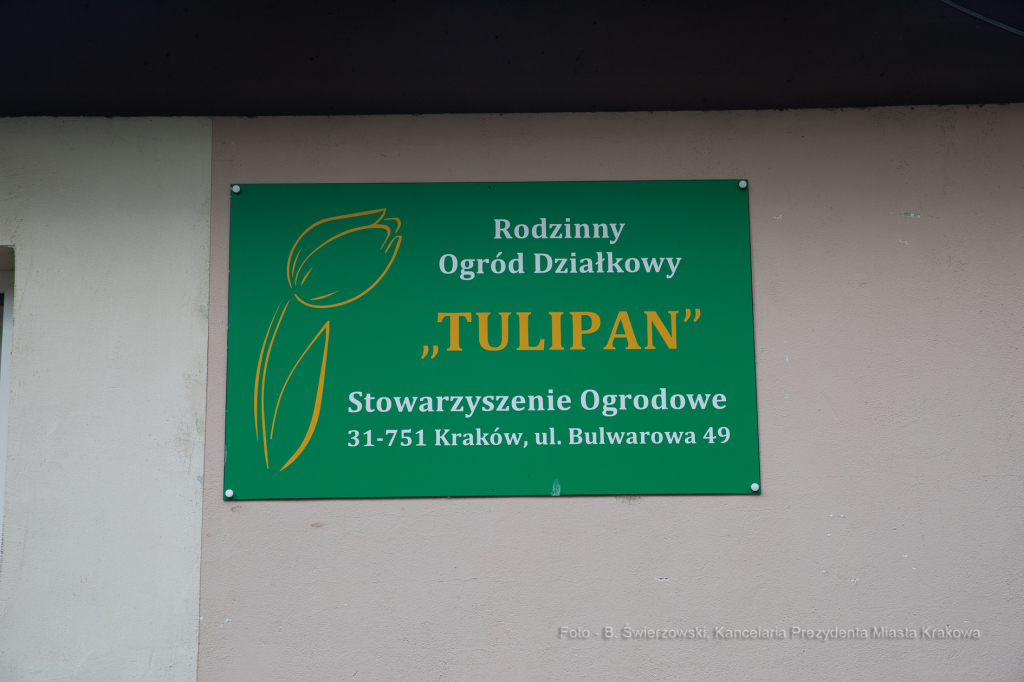 Rodzinny
Ogród Działkowy
„TULIPAN”
Stowarzyszenie Ogrodowe
31-751 Kraków, ul. Bulwarowa 49
Foto - B. Świerzowski, Kancelaria Prezydenta Miasta Krakowa